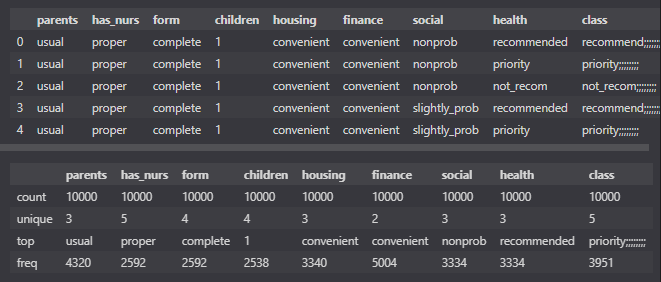 parents has_nurs form children housing finance social health class
0 usual proper complete 1 convenient convenient nonprob recommended recommend;;;;;;;;
1 usual proper complete 1 convenient convenient nonprob priority priority;;;;;;;;
2 usual proper complete 1 convenient convenient nonprob not_recom not_recom;;;;;;;;
3 usual proper complete 1 convenient convenient slightly_prob recommended recommend;;;;;;;;
4 usual proper complete 1 convenient convenient slightly_prob priority priority;;;;;;;;
parents has_nurs form children housing finance social health class
count 10000 10000 10000 10000 10000 10000 10000 10000 10000
unique 3 5 4 4 3 2 3 3 5
top usual proper complete 1 convenient convenient nonprob recommended priority;;;;;;;;
freq 4320 2592 2592 2538 3340 5004 3334 3334 3951